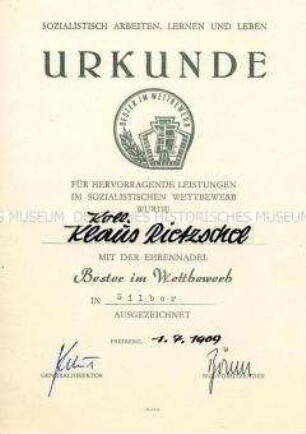 SOZIALISTISCH ARBEITEN, LERNEN UND LEBEN
URKUNDE
BESTER IM WETTBEWERB
FÜR HERVORRAGENDE LEISTUNGEN
IM SOZIALISTISCHEN WETTBEWERB
WURDE
Koll.
Klaus Rietzschel
MIT DER EHRENNADEL
Bester im Wettbewerb
IN Silber
AUSGEZEICHNET
FREIBERG, 1.7.1969
GENERALDIREKTOR